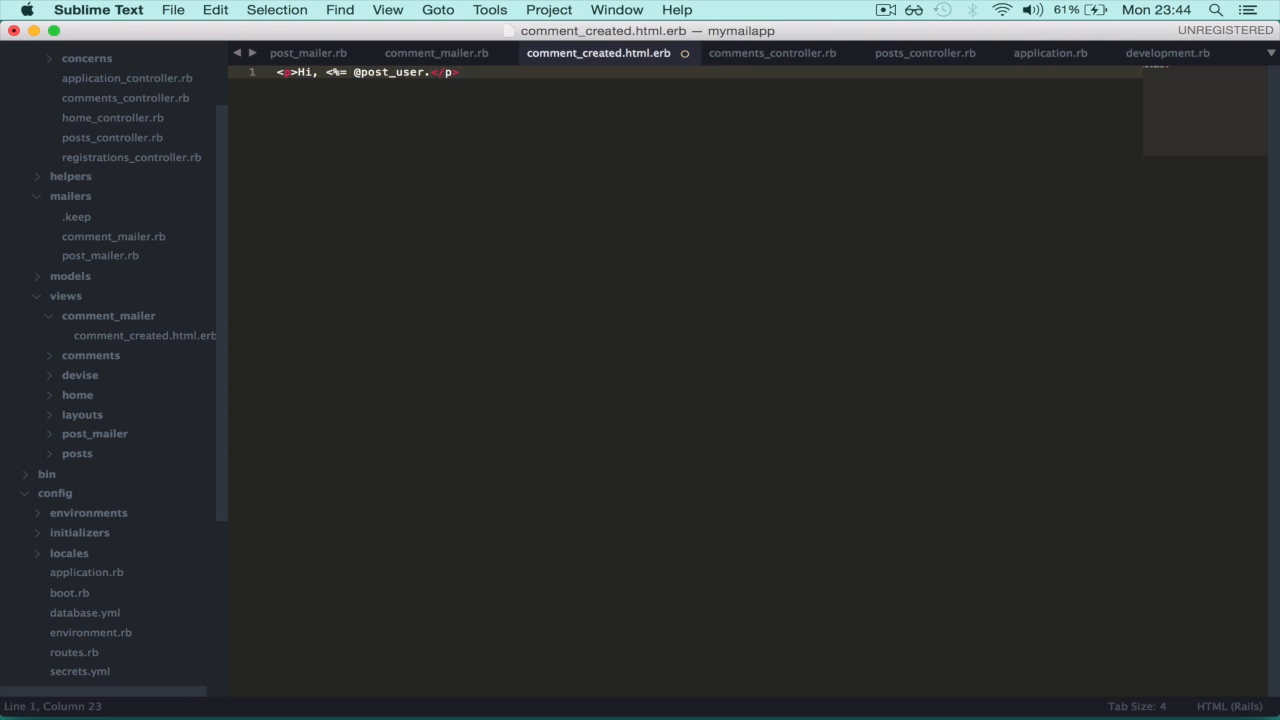 Sublime Text File Edit Selection Find View Goto Tools Project Window Help 61% Mon 23:44
comment_created.html.erb — mymailapp UNREGISTERED
post_mailer.rb comment_mailer.rb comment_created.html.erb comments_controller.rb posts_controller.rb application.rb development.rb
1 <p>Hi, <%= @post_user.</p>
concerns
application_controller.rb
comments_controller.rb
home_controller.rb
posts_controller.rb
registrations_controller.rb
helpers
mailers
.keep
comment_mailer.rb
post_mailer.rb
models
views
comment_mailer
comment_created.html.erb
comments
devise
home
layouts
post_mailer
posts
bin
config
environments
initializers
locales
application.rb
boot.rb
database.yml
environment.rb
routes.rb
secrets.yml
Line 1, Column 23 Tab Size: 4 HTML (Rails)